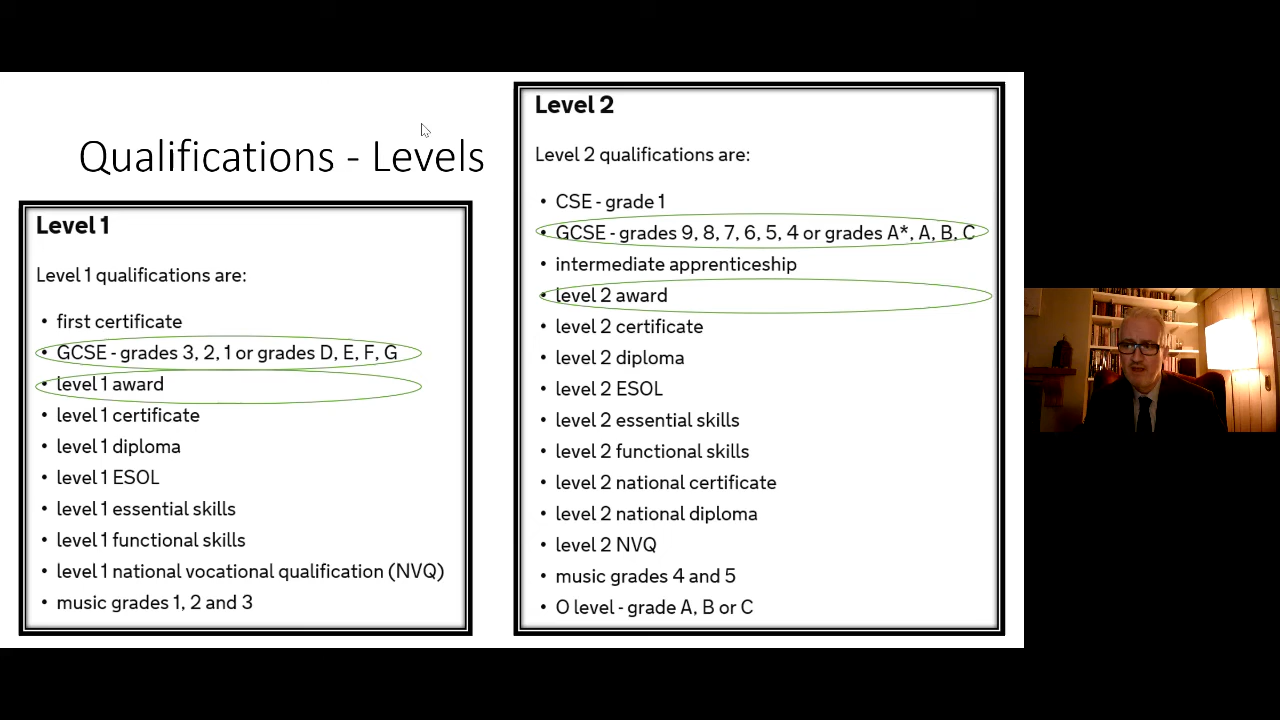 Qualifications - Levels
Level 1
Level 1 qualifications are:
• first certificate
• GCSE - grades 3, 2, 1 or grades D, E, F, G
• level 1 award
• level 1 certificate
• level 1 diploma
• level 1 ESOL
• level 1 essential skills
• level 1 functional skills
• level 1 national vocational qualification (NVQ)
• music grades 1, 2 and 3
Level 2
Level 2 qualifications are:
• CSE - grade 1
• GCSE - grades 9, 8, 7, 6, 5, 4 or grades A*, A, B, C
• intermediate apprenticeship
• level 2 award
• level 2 certificate
• level 2 diploma
• level 2 ESOL
• level 2 essential skills
• level 2 functional skills
• level 2 national certificate
• level 2 national diploma
• level 2 NVQ
• music grades 4 and 5
• O level - grade A, B or C